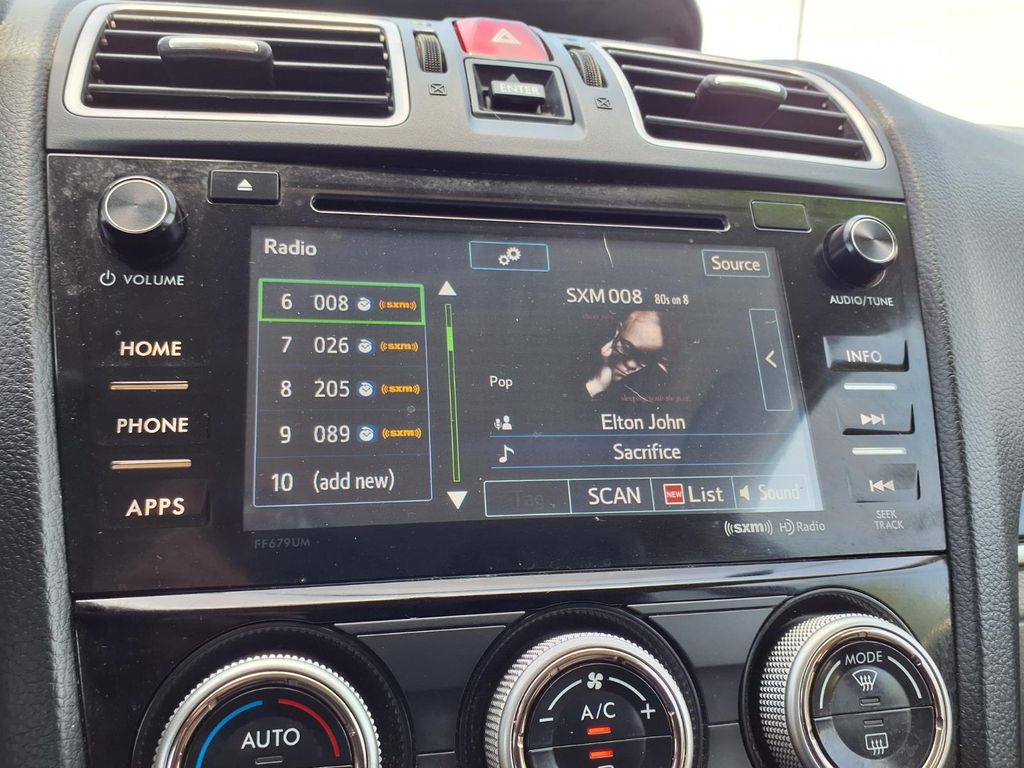 ENTER
VOLUME
HOME
PHONE
APPS
Radio
Source
6 008 ((sxm))
7 026 ((sxm))
8 205 ((sxm))
9 089 ((sxm))
10 (add new)
SXM 008 80s on 8
Pop
Elton John
Sacrifice
Tag
SCAN
NEW List
Sound
FF679UM
((sxm)) HD Radio
AUDIO/TUNE
INFO
SEEK
TRACK
AUTO
A/C
- +
MODE